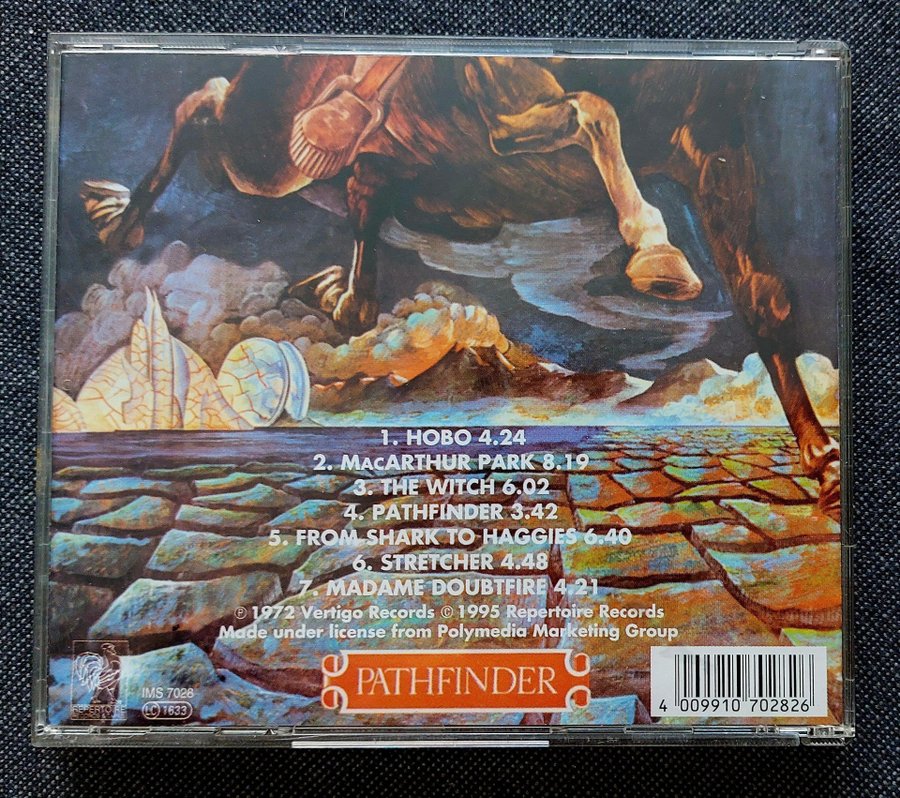 1. HOBO 4.24
2. MACARTHUR PARK 8.19
3. THE WITCH 6.02
4. PATHFINDER 3.42
5. FROM SHARK TO HAGGIES 6.40
6. STRETCHER 4.48
7. MADAME DOUBTFIRE 4.21
℗ 1972 Vertigo Records © 1995 Repertoire Records
Made under license from Polymedia Marketing Group
REPERTOIRE
IMS 7028
LC 1633
PATHFINDER
4 009910 702826